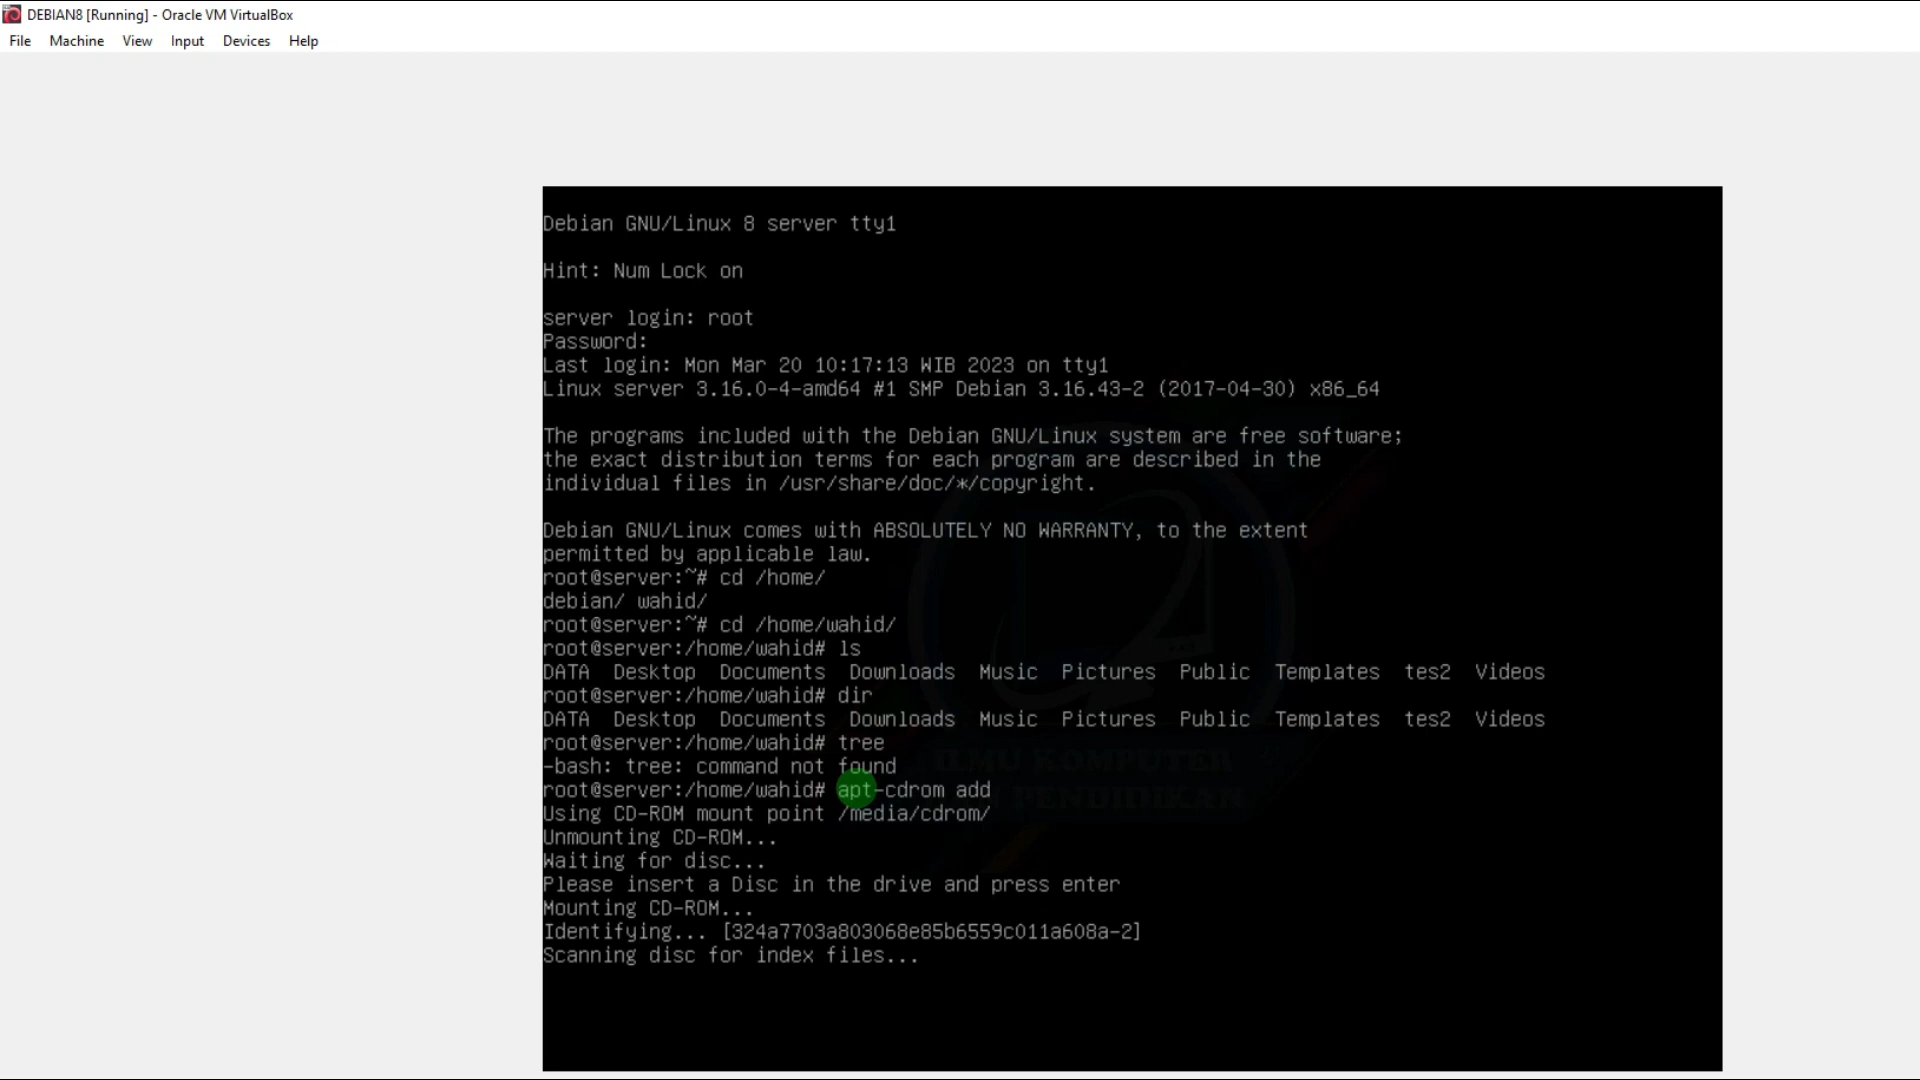 DEBIAN8 [Running] - Oracle VM VirtualBox
File Machine View Input Devices Help
Debian GNU/Linux 8 server tty1
Hint: Num Lock on
server login: root
Password:
Last login: Mon Mar 20 10:17:13 WIB 2023 on tty1
Linux server 3.16.0-4-amd64 #1 SMP Debian 3.16.43-2 (2017-04-30) x86_64
The programs included with the Debian GNU/Linux system are free software;
the exact distribution terms for each program are described in the
individual files in /usr/share/doc/*/copyright.
Debian GNU/Linux comes with ABSOLUTELY NO WARRANTY, to the extent
permitted by applicable law.
root@server:~# cd /home/
debian/ wahid/
root@server:~# cd /home/wahid/
root@server:/home/wahid# ls
DATA Desktop Documents Downloads Music Pictures Public Templates tes2 Videos
root@server:/home/wahid# dir
DATA Desktop Documents Downloads Music Pictures Public Templates tes2 Videos
root@server:/home/wahid# tree
-bash: tree: command not found
root@server:/home/wahid# apt-cdrom add
Using CD-ROM mount point /media/cdrom/
Unmounting CD-ROM...
Waiting for disc...
Please insert a Disc in the drive and press enter
Mounting CD-ROM...
Identifying... [324a7703a803068e85b6559c011a608a-2]
Scanning disc for index files...
ILMU KOMPUTER
PENDIDIKAN